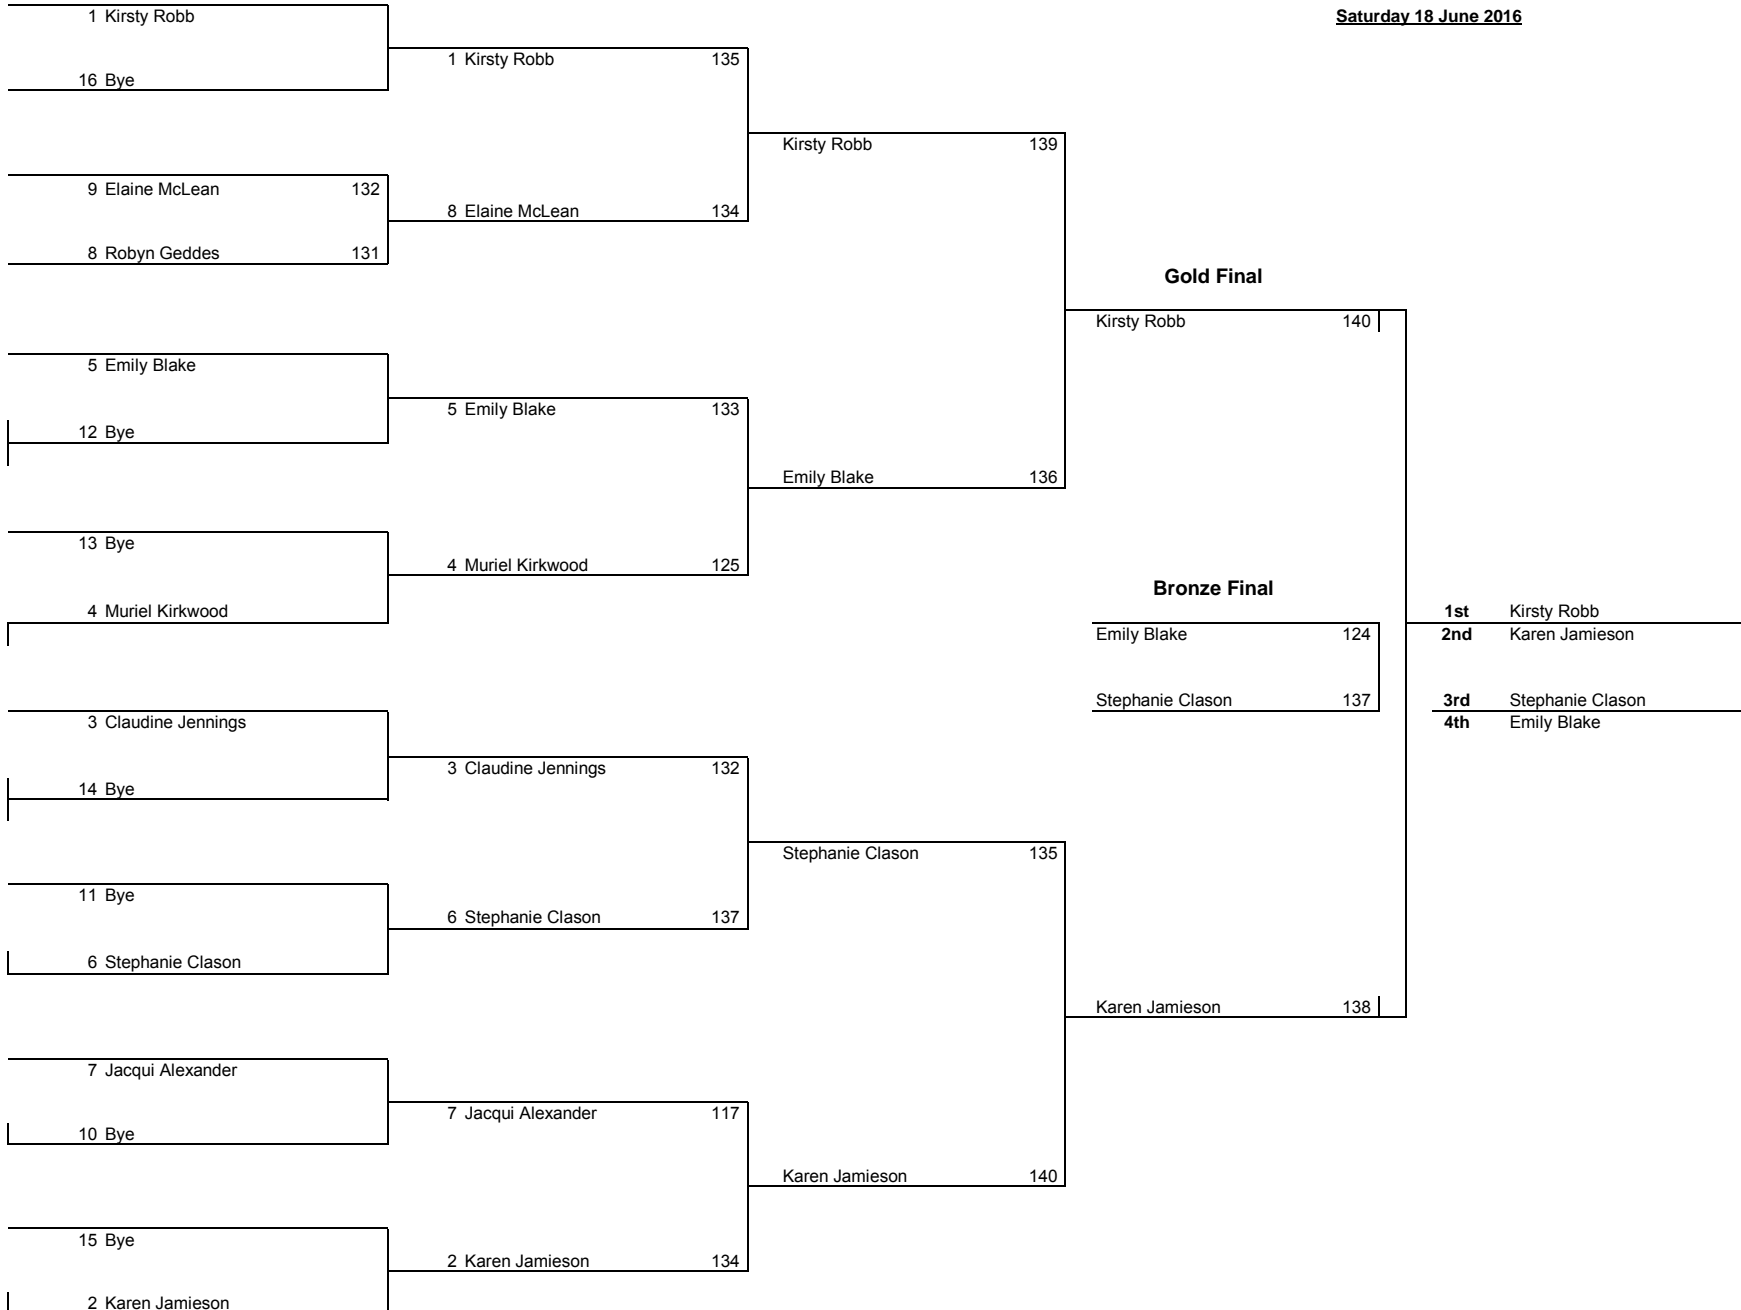 Saturday 18 June 2016
1 Kirsty Robb
1 Kirsty Robb 135
16 Bye
Kirsty Robb 139
9 Elaine McLean 132
8 Elaine McLean 134
8 Robyn Geddes 131
Gold Final
Kirsty Robb 140
5 Emily Blake
5 Emily Blake 133
12 Bye
Emily Blake 136
13 Bye
4 Muriel Kirkwood 125
Bronze Final
4 Muriel Kirkwood
1st Kirsty Robb
Emily Blake 124
2nd Karen Jamieson
Stephanie Clason 137
3rd Stephanie Clason
3 Claudine Jennings
4th Emily Blake
3 Claudine Jennings 132
14 Bye
Stephanie Clason 135
11 Bye
6 Stephanie Clason 137
6 Stephanie Clason
Karen Jamieson 138
7 Jacqui Alexander
7 Jacqui Alexander 117
10 Bye
Karen Jamieson 140
15 Bye
2 Karen Jamieson 134
2 Karen Jamieson